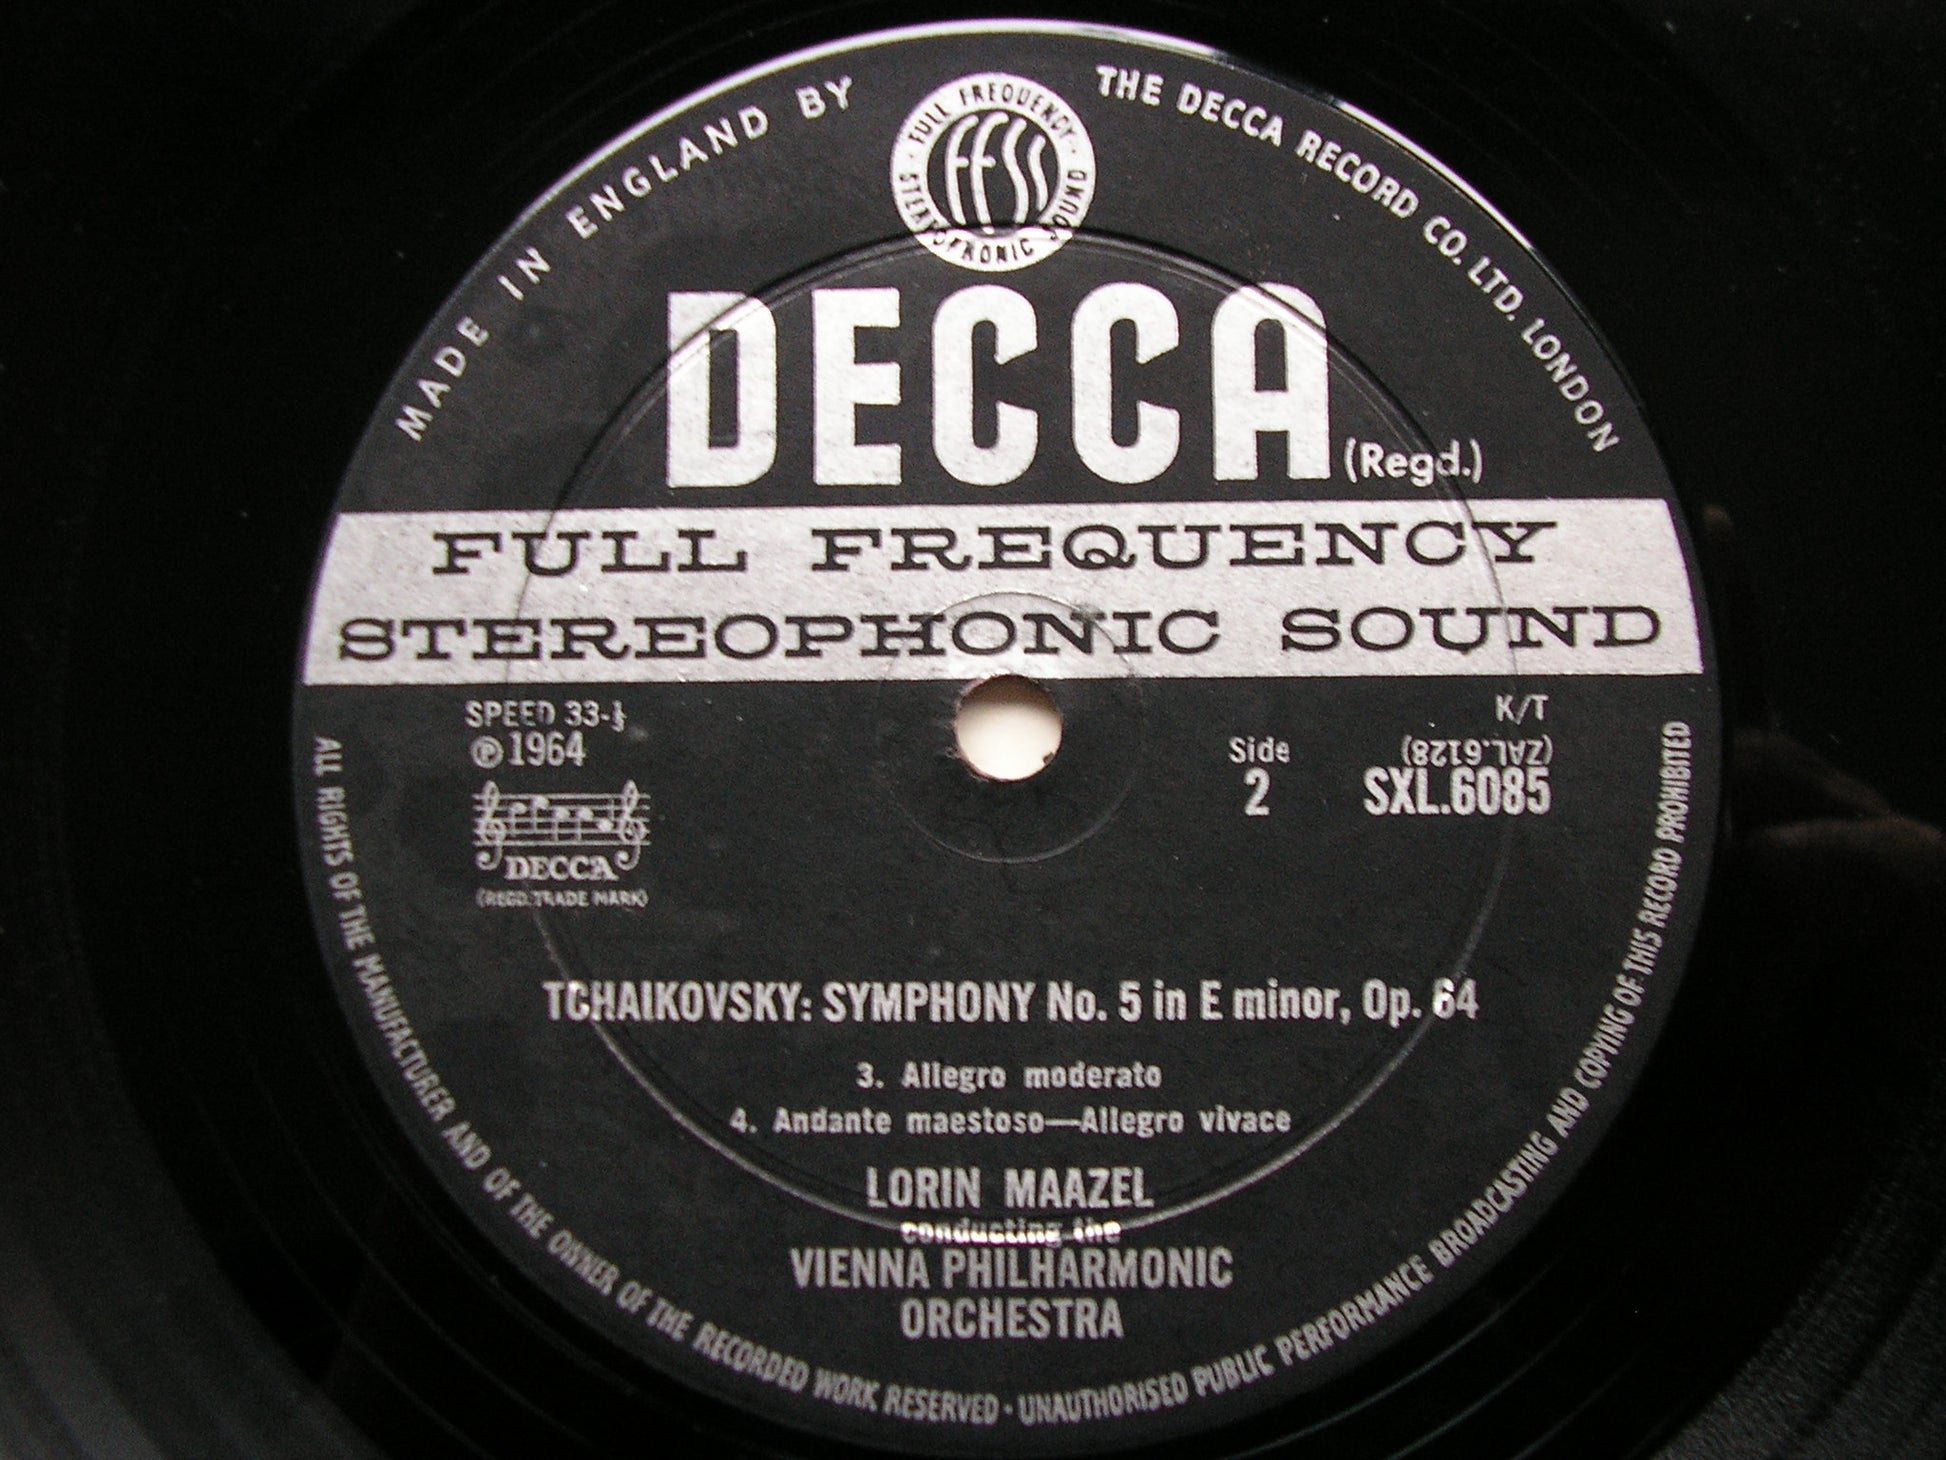 MADE IN ENGLAND BY
THE DECCA RECORD CO. LTD. LONDON
FULL FREQUENCY
FFSS
STEREOPHONIC SOUND
DECCA (Regd.)
FULL FREQUENCY
STEREOPHONIC SOUND
SPEED 33-⅓
℗ 1964
DECCA
(REGD. TRADE MARK)
K/T
Side
2
(ZAL.6128)
SXL.6085
TCHAIKOVSKY: SYMPHONY No. 5 in E minor, Op. 64
3. Allegro moderato
4. Andante maestoso—Allegro vivace
LORIN MAAZEL
conducting the
VIENNA PHILHARMONIC
ORCHESTRA
ALL RIGHTS OF THE MANUFACTURER AND OF THE OWNER OF THE RECORDED WORK RESERVED · UNAUTHORISED PUBLIC PERFORMANCE BROADCASTING AND COPYING OF THIS RECORD PROHIBITED